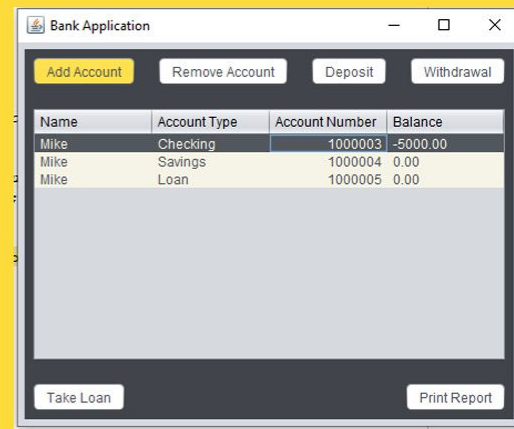 Bank Application
Add Account Remove Account Deposit Withdrawal
Name Account Type Account Number Balance
Mike Checking 1000003 -5000.00
Mike Savings 1000004 0.00
Mike Loan 1000005 0.00
Take Loan Print Report